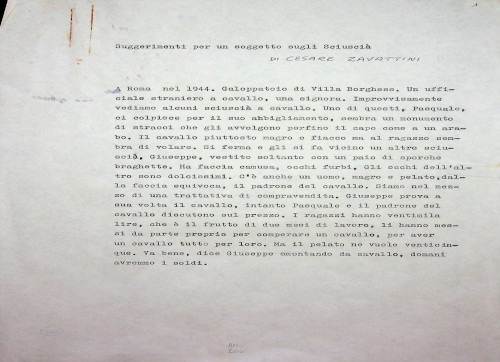 Suggerimenti per un soggetto sugli Sciuscià
DI CESARE ZAVATTINI
A Roma nel 1944. Galoppatoio di Villa Borghese. Un uffi-
ciale straniero a cavallo, una signora. Improvvisamente
vediamo alcuni sciuscià a cavallo. Uno di questi, Pasquale,
ci colpisce per il suo abbigliamento, sembra un monumento
di stracci che gli avvolgono perfino il capo come a un ara-
bo. Il cavallo piuttosto magro e fiacco ma al ragazzo sem-
bra di volare. Si ferma e gli si fa vicino un altro sciu-
scià, Giuseppe, vestito soltanto con un paio di sporche
braghette. Ha faccia camusa, occhi furbi. Gli occhi dell'al-
tro sono dolcissimi. C'è anche un uomo, magro e pelato,dal-
la faccia equivoca, il padrone del cavallo. Siamo nel mez-
zo di una trattativa di compravendita. Giuseppe prova a
sua volta il cavallo, intanto Pasquale e il padrone del
cavallo discutono sul prezzo. I ragazzi hanno ventimila
lire, che è il frutto di due mesi di lavoro, li hanno mes-
si da parte proprio per comperare un cavallo, per aver
un cavallo tutto per loro. Ma il pelato ne vuole venticin-
que. Va bene, dice Giuseppe smontando da cavallo, domani
avremmo i soldi.